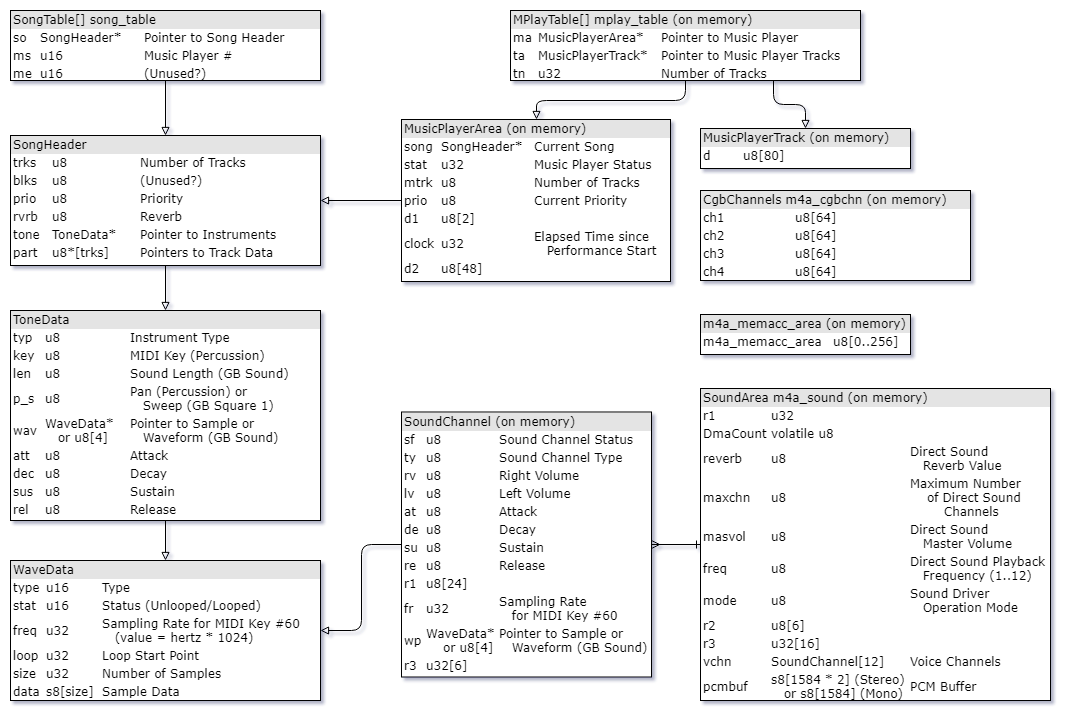 SongTable[] song_table
so SongHeader* Pointer to Song Header
ms u16 Music Player #
me u16 (Unused?)
MPlayTable[] mplay_table (on memory)
ma MusicPlayerArea* Pointer to Music Player
ta MusicPlayerTrack* Pointer to Music Player Tracks
tn u32 Number of Tracks
SongHeader
trks u8 Number of Tracks
blks u8 (Unused?)
prio u8 Priority
rvrb u8 Reverb
tone ToneData* Pointer to Instruments
part u8*[trks] Pointers to Track Data
MusicPlayerArea (on memory)
song SongHeader* Current Song
stat u32 Music Player Status
mtrk u8 Number of Tracks
prio u8 Current Priority
d1 u8[2]
clock u32 Elapsed Time since
Performance Start
d2 u8[48]
MusicPlayerTrack (on memory)
d u8[80]
CgbChannels m4a_cgbchn (on memory)
ch1 u8[64]
ch2 u8[64]
ch3 u8[64]
ch4 u8[64]
m4a_memacc_area (on memory)
m4a_memacc_area u8[0..256]
ToneData
typ u8 Instrument Type
key u8 MIDI Key (Percussion)
len u8 Sound Length (GB Sound)
p_s u8 Pan (Percussion) or
Sweep (GB Square 1)
wav WaveData* Pointer to Sample or
or u8[4] Waveform (GB Sound)
att u8 Attack
dec u8 Decay
sus u8 Sustain
rel u8 Release
WaveData
type u16 Type
stat u16 Status (Unlooped/Looped)
freq u32 Sampling Rate for MIDI Key #60
(value = hertz * 1024)
loop u32 Loop Start Point
size u32 Number of Samples
data s8[size] Sample Data
SoundChannel (on memory)
sf u8 Sound Channel Status
ty u8 Sound Channel Type
rv u8 Right Volume
lv u8 Left Volume
at u8 Attack
de u8 Decay
su u8 Sustain
re u8 Release
r1 u8[24]
fr u32 Sampling Rate
for MIDI Key #60
wp WaveData* Pointer to Sample or
or u8[4] Waveform (GB Sound)
r3 u32[6]
SoundArea m4a_sound (on memory)
r1 u32
DmaCount volatile u8
reverb u8 Direct Sound
Reverb Value
maxchn u8 Maximum Number
of Direct Sound
Channels
masvol u8 Direct Sound
Master Volume
freq u8 Direct Sound Playback
Frequency (1..12)
mode u8 Sound Driver
Operation Mode
r2 u8[6]
r3 u32[16]
vchn SoundChannel[12] Voice Channels
pcmbuf s8[1584 * 2] (Stereo) PCM Buffer
or s8[1584] (Mono)